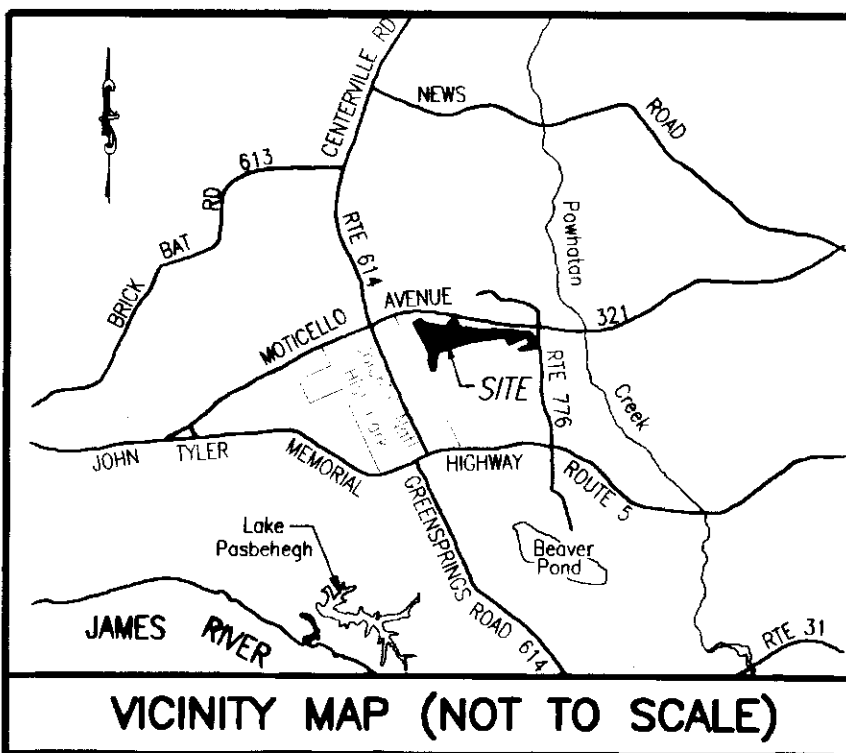 CENTERVILLE RD
NEWS
ROAD
613
BRICK BAT RD
RTE 614
Powhatan
Creek
MOTICELLO
AVENUE
321
SITE
RTE 776
JOHN TYLER
MEMORIAL
HIGHWAY
ROUTE 5
GREENSPRINGS ROAD 614
Lake
Pasbehegh
Beaver
Pond
JAMES RIVER
RTE 31
VICINITY MAP (NOT TO SCALE)